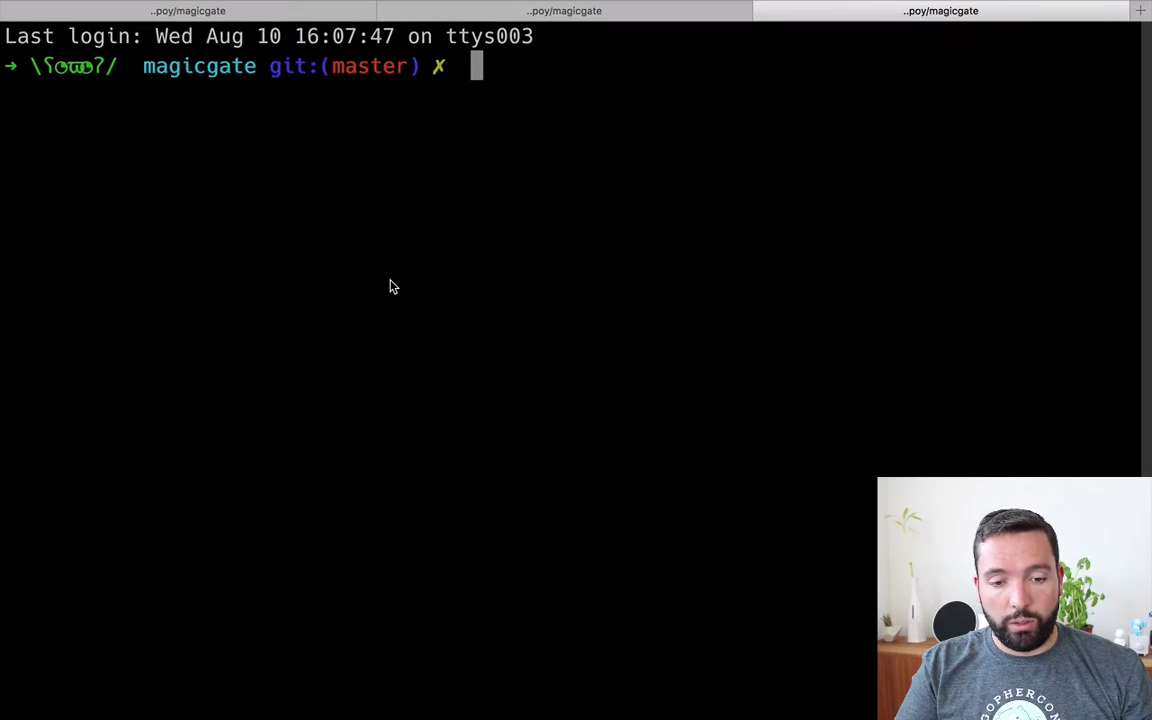 ..poy/magicgate
..poy/magicgate
..poy/magicgate
Last login: Wed Aug 10 16:07:47 on ttys003
→ \ʕ◔ϖ◔ʔ/ magicgate git:(master) ✗
GOPHERCON